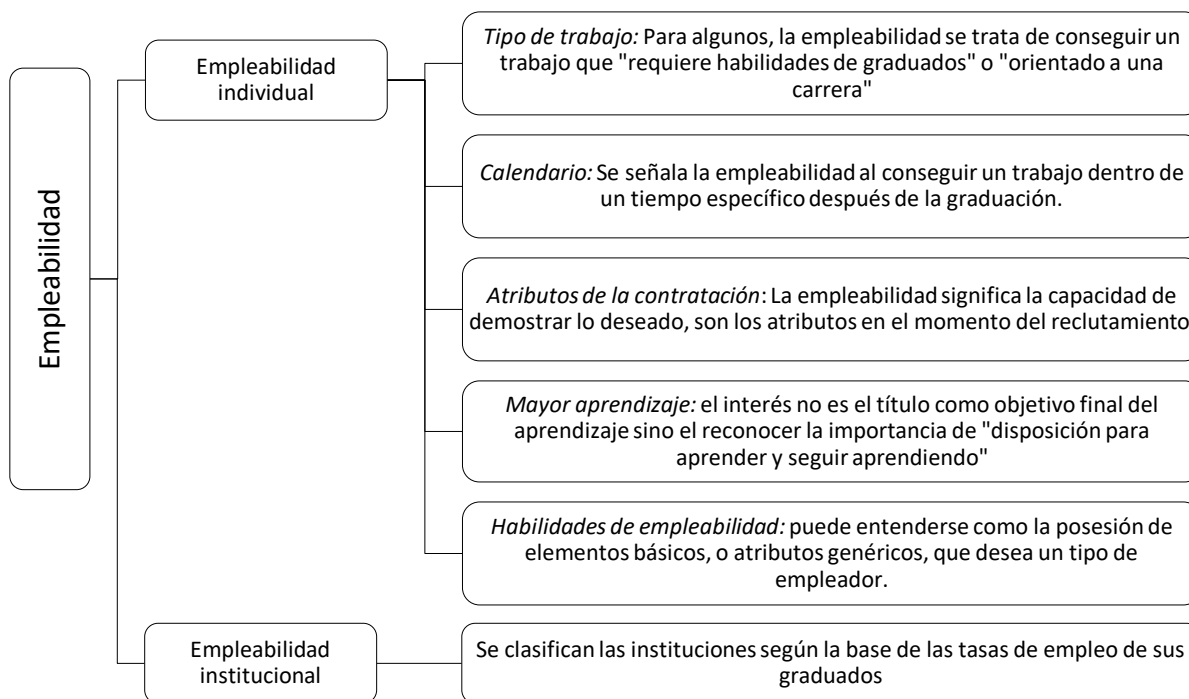 Empleabilidad
Empleabilidad
individual
Tipo de trabajo: Para algunos, la empleabilidad se trata de conseguir un
trabajo que "requiere habilidades de graduados" o "orientado a una
carrera"
Calendario: Se señala la empleabilidad al conseguir un trabajo dentro de
un tiempo específico después de la graduación.
Atributos de la contratación: La empleabilidad significa la capacidad de
demostrar lo deseado, son los atributos en el momento del reclutamiento
Mayor aprendizaje: el interés no es el título como objetivo final del
aprendizaje sino el reconocer la importancia de "disposición para
aprender y seguir aprendiendo"
Habilidades de empleabilidad: puede entenderse como la posesión de
elementos básicos, o atributos genéricos, que desea un tipo de
empleador.
Empleabilidad
institucional
Se clasifican las instituciones según la base de las tasas de empleo de sus
graduados